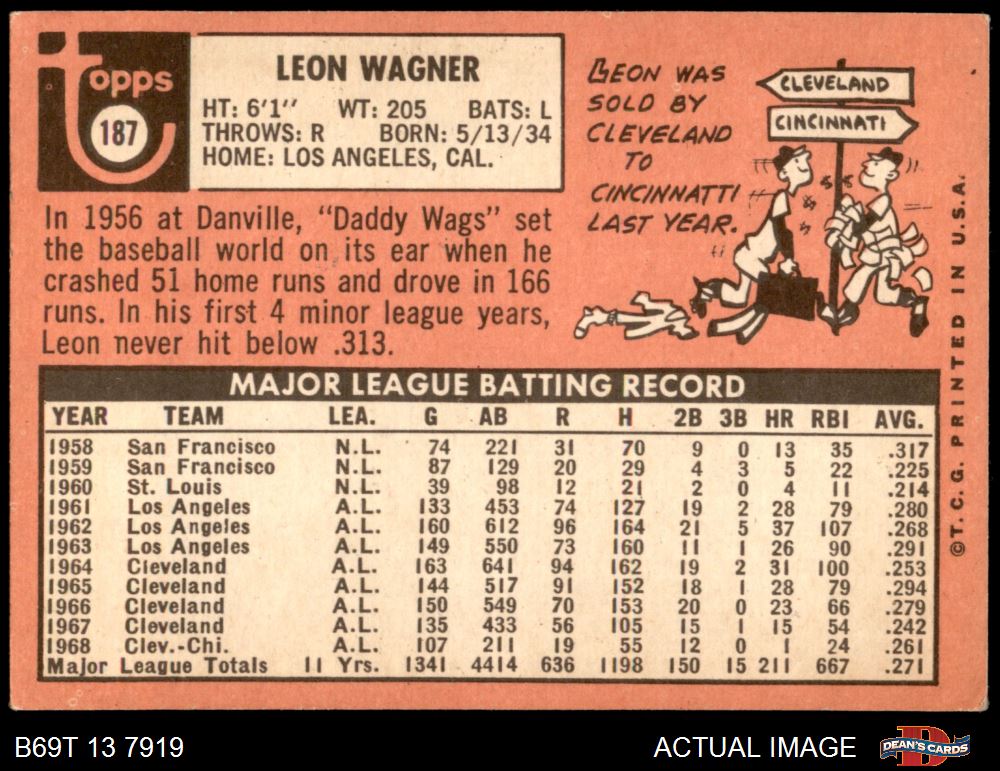 topps
187
LEON WAGNER
HT: 6'1" WT: 205 BATS: L
THROWS: R BORN: 5/13/34
HOME: LOS ANGELES, CAL.
LEON WAS
SOLD BY
CLEVELAND
TO
CINCINNATTI
LAST YEAR.
CLEVELAND
CINCINNATI
In 1956 at Danville, "Daddy Wags" set
the baseball world on its ear when he
crashed 51 home runs and drove in 166
runs. In his first 4 minor league years,
Leon never hit below .313.
MAJOR LEAGUE BATTING RECORD
YEAR TEAM LEA. G AB R H 2B 3B HR RBI AVG.
1958 San Francisco N.L. 74 221 31 70 9 0 13 35 .317
1959 San Francisco N.L. 87 129 20 29 4 3 5 22 .225
1960 St. Louis N.L. 39 98 12 21 2 0 4 11 .214
1961 Los Angeles A.L. 133 453 74 127 19 2 28 79 .280
1962 Los Angeles A.L. 160 612 96 164 21 5 37 107 .268
1963 Los Angeles A.L. 149 550 73 160 11 1 26 90 .291
1964 Cleveland A.L. 163 641 94 162 19 2 31 100 .253
1965 Cleveland A.L. 144 517 91 152 18 1 28 79 .294
1966 Cleveland A.L. 150 549 70 153 20 0 23 66 .279
1967 Cleveland A.L. 135 433 56 105 15 1 15 54 .242
1968 Clev.-Chi. A.L. 107 211 19 55 12 0 1 24 .261
Major League Totals 11 Yrs. 1341 4414 636 1198 150 15 211 667 .271
©T. C. G. PRINTED IN U.S.A.
B69T 13 7919
ACTUAL IMAGE
D
DEAN'S CARDS